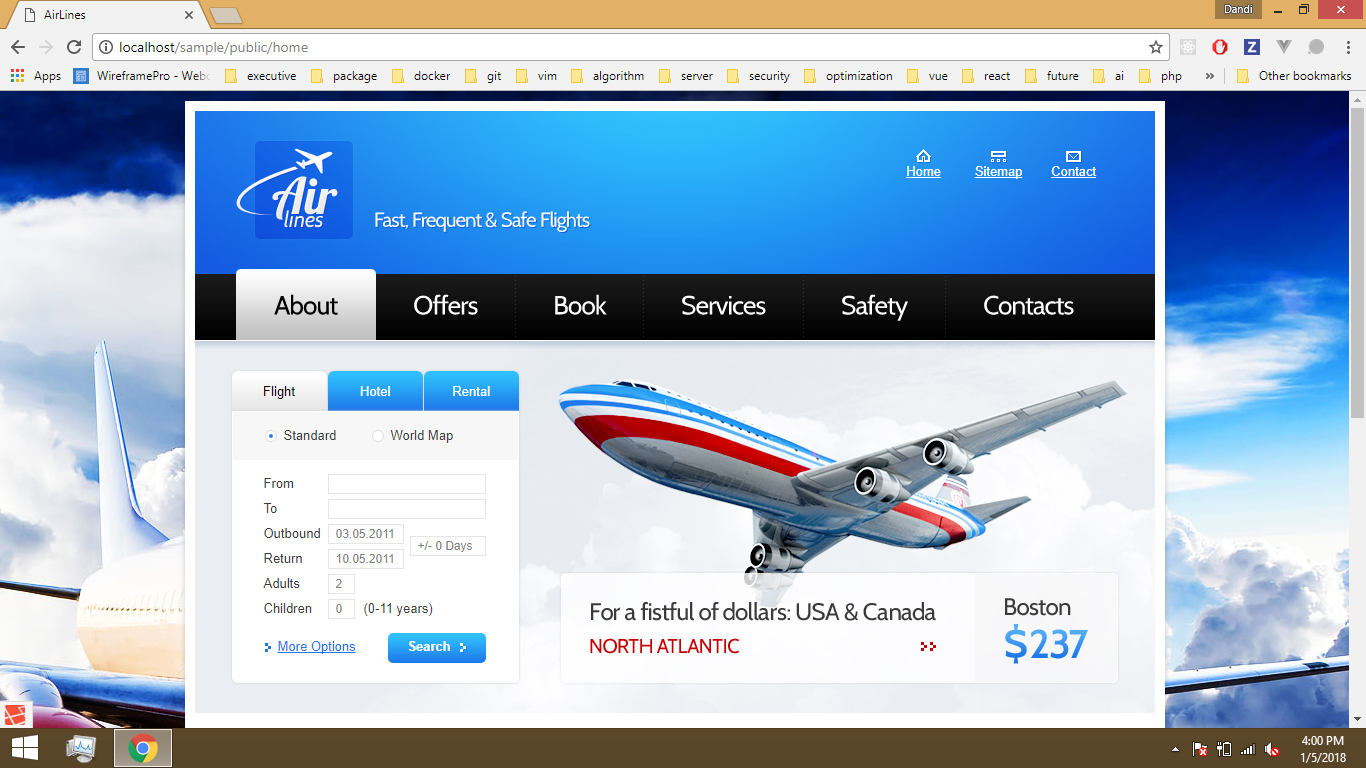 AirLines
Dandi
localhost/sample/public/home
Apps WireframePro - Webc executive package docker git vim algorithm server security optimization vue react future ai php » Other bookmarks
Air
lines
Fast, Frequent & Safe Flights
Home Sitemap Contact
About Offers Book Services Safety Contacts
Flight Hotel Rental
Standard World Map
From
To
Outbound 03.05.2011
+/- 0 Days
Return 10.05.2011
Adults 2
Children 0 (0-11 years)
More Options Search
For a fistful of dollars: USA & Canada
NORTH ATLANTIC
Boston
$237
4:00 PM
1/5/2018